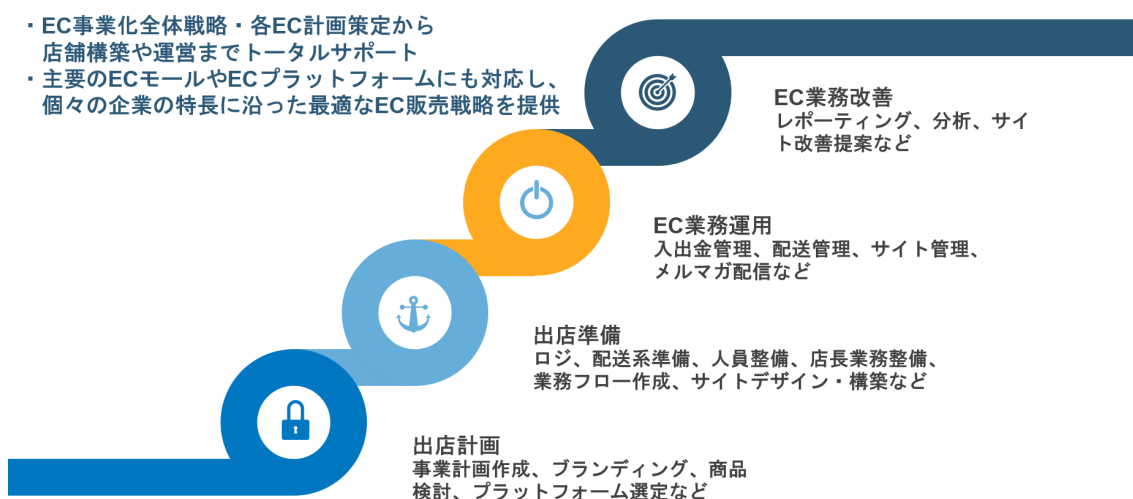 ・EC事業化全体戦略・各EC計画策定から
店舗構築や運営までトータルサポート
・主要のECモールやECプラットフォームにも対応し、
個々の企業の特長に沿った最適なEC販売戦略を提供
EC業務改善
レポーティング、分析、サイ
ト改善提案など
EC業務運用
入出金管理、配送管理、サイト管理、
メルマガ配信など
出店準備
ロジ、配送系準備、人員整備、店長業務整備、
業務フロー作成、サイトデザイン・構築など
出店計画
事業計画作成、ブランディング、商品
検討、プラットフォーム選定など